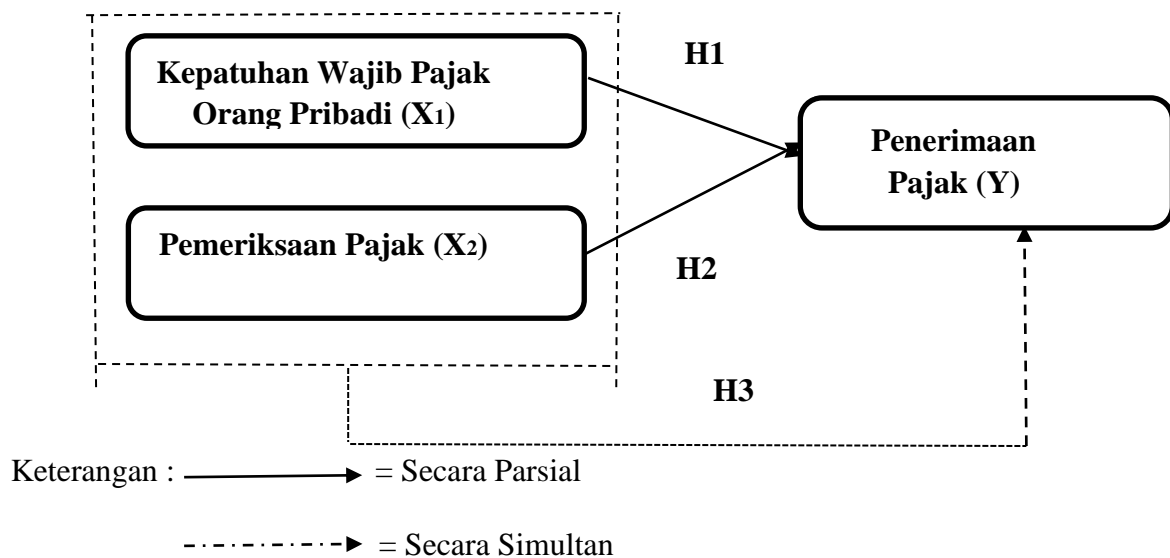 H1
Kepatuhan Wajib Pajak
Orang Pribadi (X1)
Penerimaan
Pajak (Y)
Pemeriksaan Pajak (X2)
H2
H3
Keterangan : = Secara Parsial
= Secara Simultan